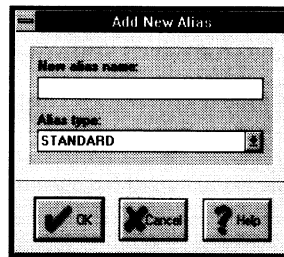 Add New Alias
New alias name:
Alias type:
STANDARD
OK
Cancel
Help